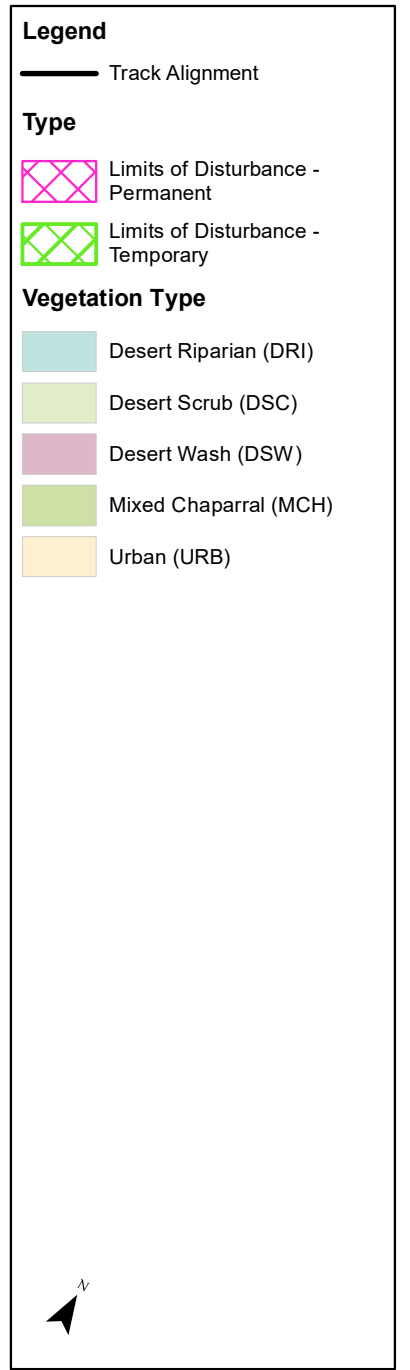 Legend
Track Alignment
Type
Limits of Disturbance -
Permanent
Limits of Disturbance -
Temporary
Vegetation Type
Desert Riparian (DRI)
Desert Scrub (DSC)
Desert Wash (DSW)
Mixed Chaparral (MCH)
Urban (URB)
N